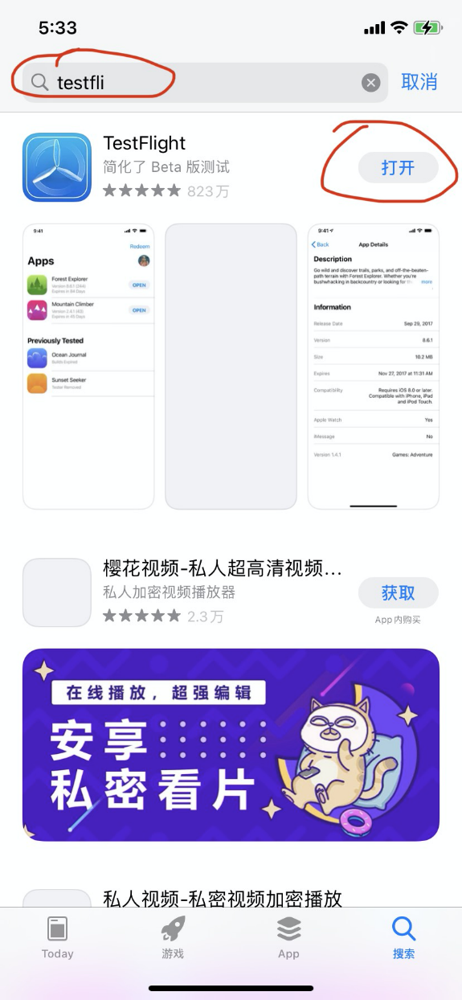 5:33
testfli
取消
TestFlight
简化了 Beta 版测试
823万
打开
9:41
Redeem
Apps
Forest Explorer
Version 8.6.1 (244)
Expires in 84 Days
OPEN
Mountain Climber
Version 2.4.1 (43)
Expires in 45 Days
OPEN
Previously Tested
Ocean Journal
Builds Expired
Sunset Seeker
Tester Removed
9:41
Back
App Details
Description
Go wild and discover trails, parks, and off-the-beaten-
path terrain with Forest Explorer. Whether you're
bushwhacking in backcountry or looking for th
more
Information
Release Date
Sep 29, 2017
Version
8.6.1
Size
10.2 MB
Expires
Nov 27, 2017 at 11:31 AM
Compatibility
Requires iOS 8.0 or later.
Compatible with iPhone, iPad
and iPod Touch.
Apple Watch
Yes
iMessage
No
Version 1.4.1
Games: Adventure
樱花视频-私人超高清视频...
私人加密视频播放器
2.3万
获取
App内购买
在线播放，超强编辑
安享
私密看片
私人视频-私密视频加密播放
Today
游戏
App
搜索